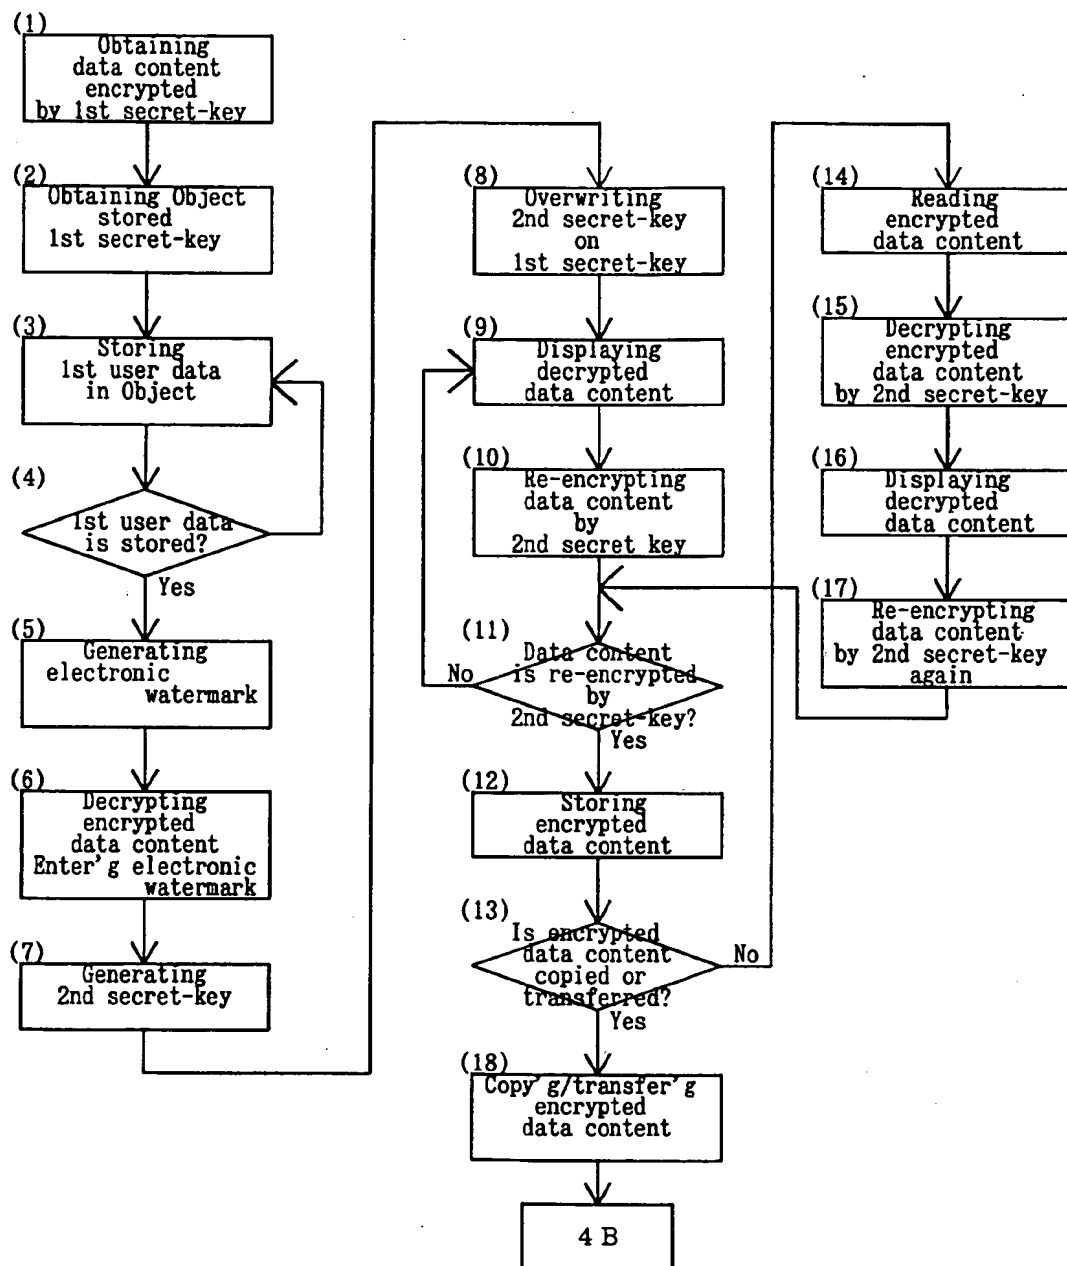 (1)
Obtaining
data content
encrypted
by 1st secret-key
(2)
Obtaining Object
stored
1st secret-key
(3)
Storing
1st user data
in Object
(4)
1st user data
is stored?
Yes
(5)
Generating
electronic
watermark
(6)
Decrypting
encrypted
data content
Enter'g electronic
watermark
(7)
Generating
2nd secret-key
(8)
Overwriting
2nd secret-key
on
1st secret-key
(9)
Displaying
decrypted
data content
(10)
Re-encrypting
data content
by
2nd secret key
(11)
Data content
is re-encrypted
by
2nd secret-key?
No
Yes
(12)
Storing
encrypted
data content
(13)
Is encrypted
data content
copied or
transferred?
No
Yes
(14)
Reading
encrypted
data content
(15)
Decrypting
encrypted
data content
by 2nd secret-key
(16)
Displaying
decrypted
data content
(17)
Re-encrypting
data content
by 2nd secret-key
again
(18)
Copy'g/transfer'g
encrypted
data content
4 B